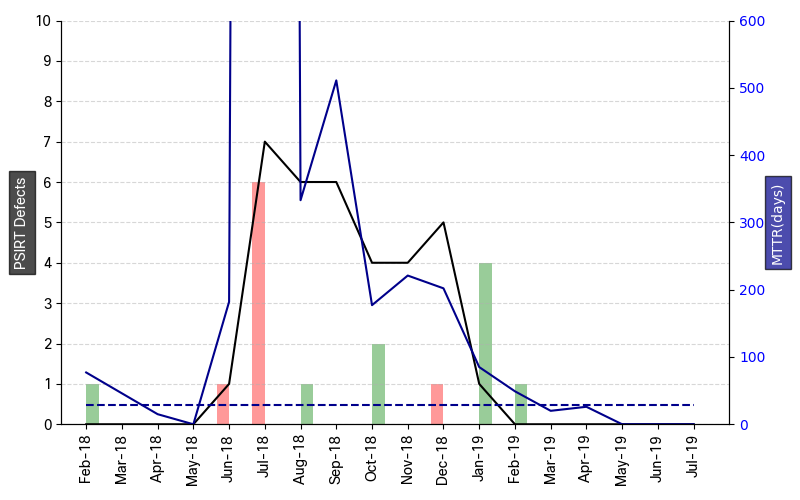 10
9
8
7
6
5
4
3
2
1
0
PSIRT Defects
600
500
400
300
200
100
0
MTTR(days)
Feb-18
Mar-18
Apr-18
May-18
Jun-18
Jul-18
Aug-18
Sep-18
Oct-18
Nov-18
Dec-18
Jan-19
Feb-19
Mar-19
Apr-19
May-19
Jun-19
Jul-19